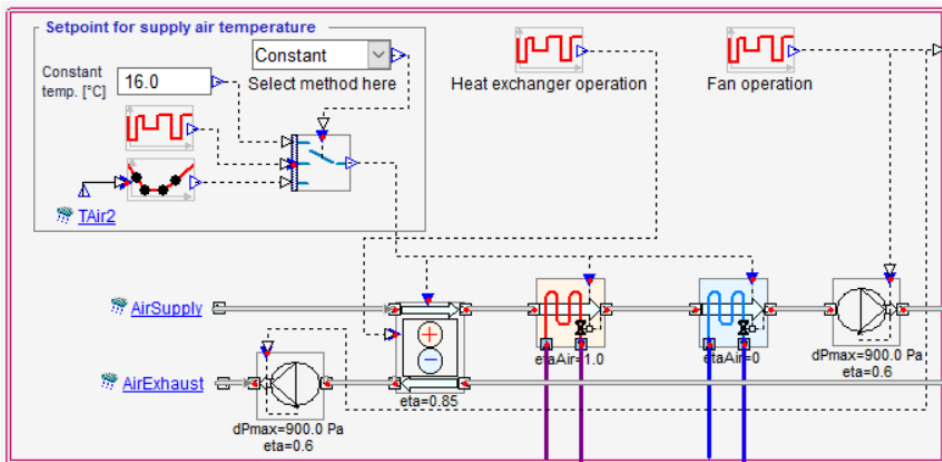 Setpoint for supply air temperature
Constant
temp. [°C]
16.0
Constant
Select method here
Heat exchanger operation
Fan operation
TAir2
AirSupply
etaAir=1.0
etaAir=0
dPmax=900.0 Pa
eta=0.6
AirExhaust
eta=0.85
dPmax=900.0 Pa
eta=0.6